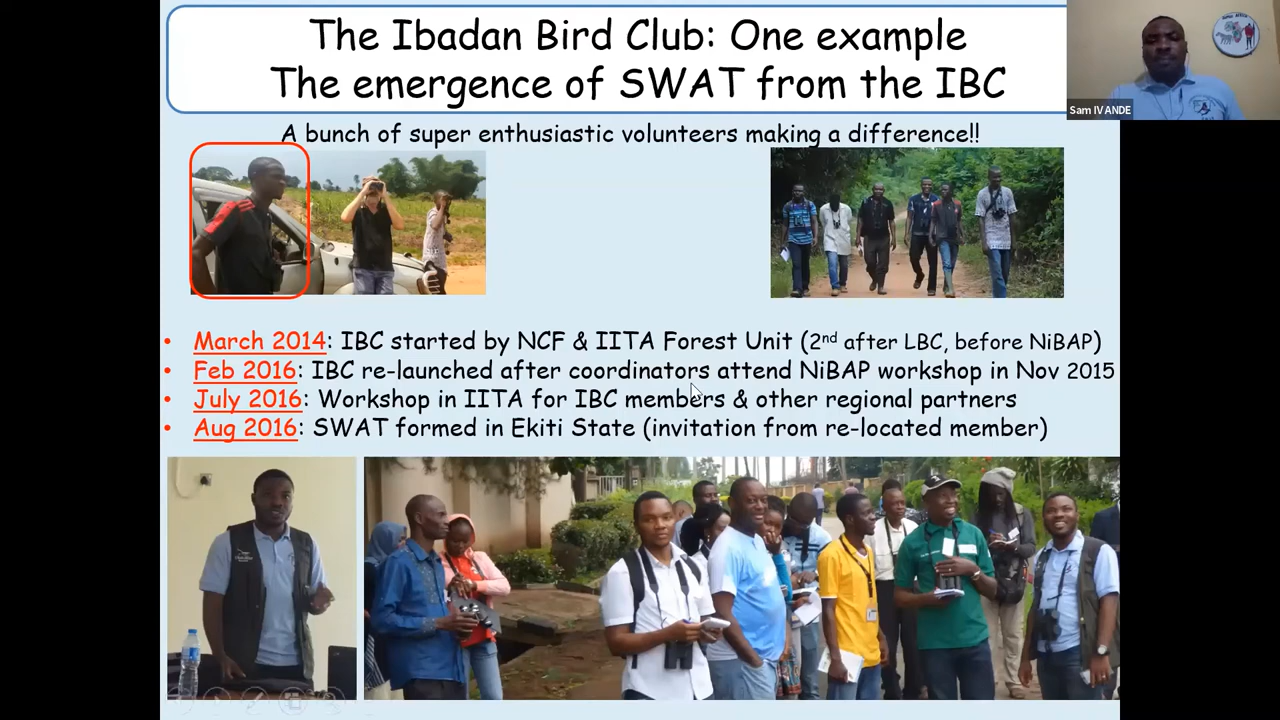 The Ibadan Bird Club: One example
The emergence of SWAT from the IBC
Sam IVANDE
A bunch of super enthusiastic volunteers making a difference!!
• March 2014: IBC started by NCF & IITA Forest Unit (2nd after LBC, before NiBAP)
• Feb 2016: IBC re-launched after coordinators attend NiBAP workshop in Nov 2015
• July 2016: Workshop in IITA for IBC members & other regional partners
• Aug 2016: SWAT formed in Ekiti State (invitation from re-located member)